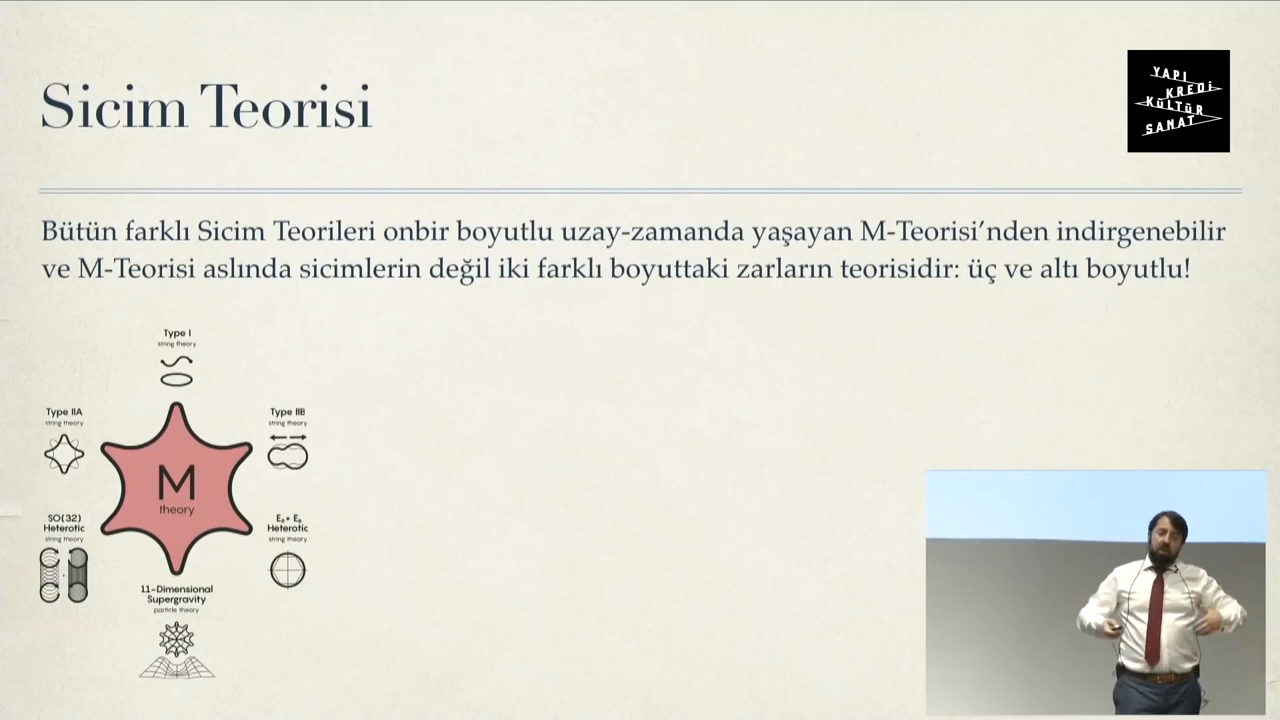 Sicim Teorisi
YAPI
KREDİ
KÜLTÜR
SANAT
Bütün farklı Sicim Teorileri onbir boyutlu uzay-zamanda yaşayan M-Teorisi’nden indirgenebilir
ve M-Teorisi aslında sicimlerin değil iki farklı boyuttaki zarların teorisidir: üç ve altı boyutlu!
Type I
string theory
Type IIA
string theory
Type IIB
string theory
M
theory
SO(32)
Heterotic
string theory
E₈× E₈
Heterotic
string theory
11-Dimensional
Supergravity
particle theory